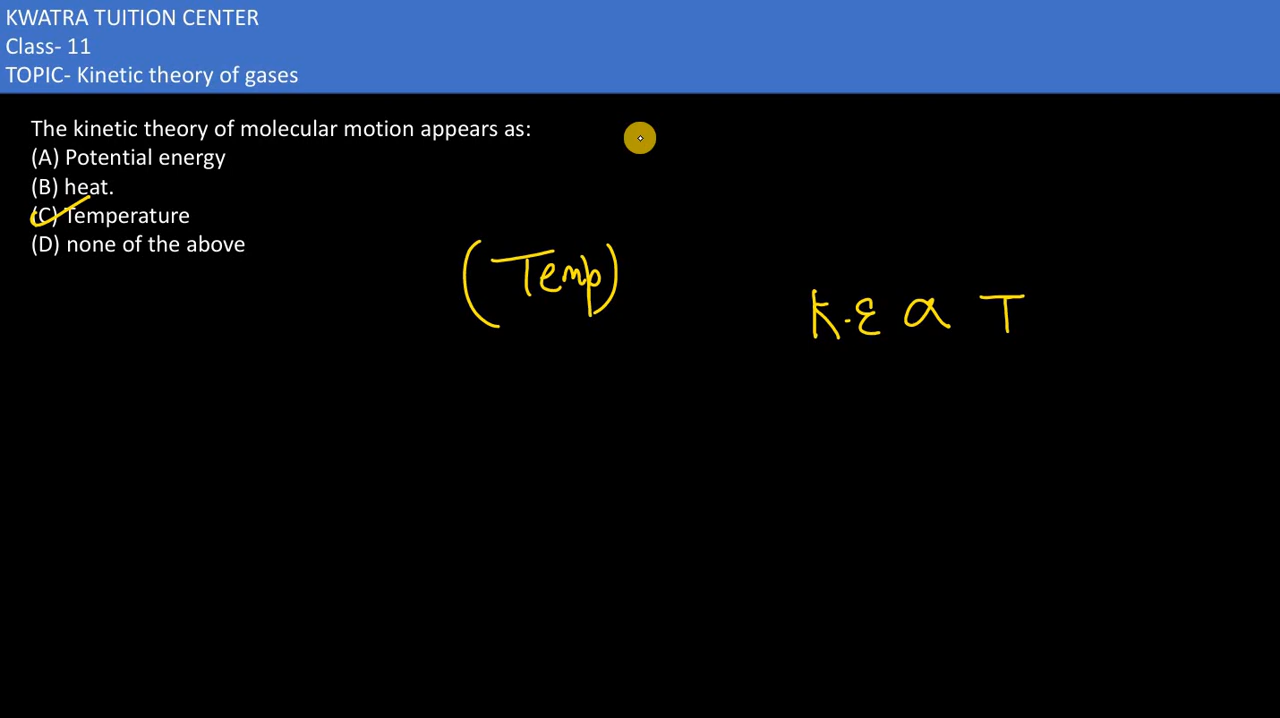 KWATRA TUITION CENTER
Class- 11
TOPIC- Kinetic theory of gases
The kinetic theory of molecular motion appears as:
(A) Potential energy
(B) heat.
(C) Temperature
(D) none of the above
(Temp)
K.E α T